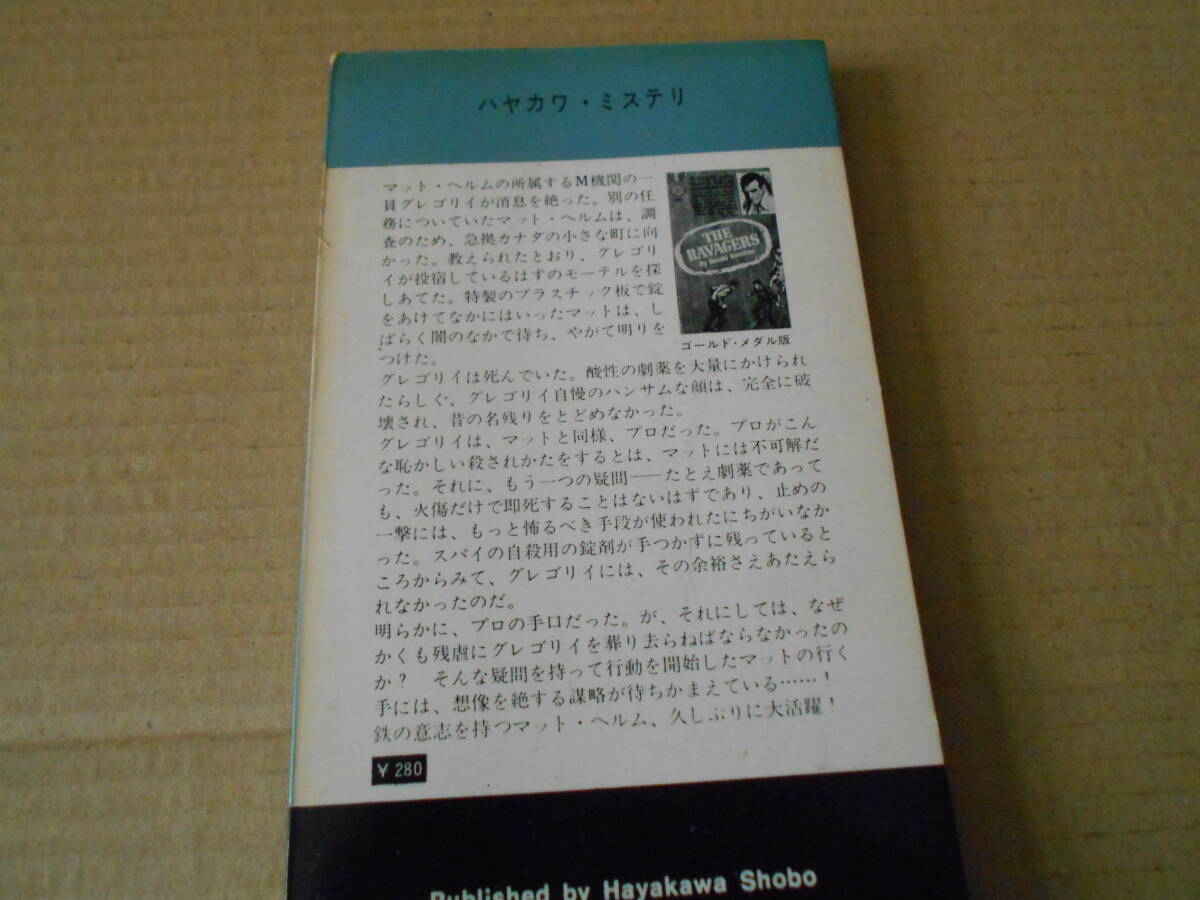 ハヤカワ・ミステリ
マット・ヘルムの所属するM機関の一
員グレゴリイが消息を絶った。別の任
務についていたマット・ヘルムは、調
査のため、急拠カナダの小さな町に向
かった。教えられたとおり、グレゴリ
イが投宿しているはずのモーテルを探
しあてた。特製のプラスチック板で錠
をあけてなかにはいったマットは、し
ばらく闇のなかで待ち、やがて明りを
つけた。
THE
RAVAGERS
ゴールド・メダル版
グレゴリイは死んでいた。酸性の劇薬を大量にかけられ
たらしく、グレゴリイ自慢のハンサムな顔は、完全に破
壊され、昔の名残りをとどめなかった。
グレゴリイは、マットと同様、プロだった。プロがこん
な恥かしい殺されかたをするとは、マットには不可解だ
った。それに、もう一つの疑問——たとえ劇薬であって
も、火傷だけで即死することはないはずであり、止めの
一撃には、もっと怖るべき手段が使われたにちがいなか
った。スパイの自殺用の錠剤が手つかずに残っていると
ころからみて、グレゴリイには、その余裕さえあたえら
れなかったのだ。
明らかに、プロの手口だった。が、それにしては、なぜ
かくも残虐にグレゴリイを葬り去らねばならなかったの
か？ そんな疑問を持って行動を開始したマットの行く
手には、想像を絶する謀略が待ちかまえている……！
鉄の意志を持つマット・ヘルム、久しぶりに大活躍！
¥ 280
Published by Hayakawa Shobo